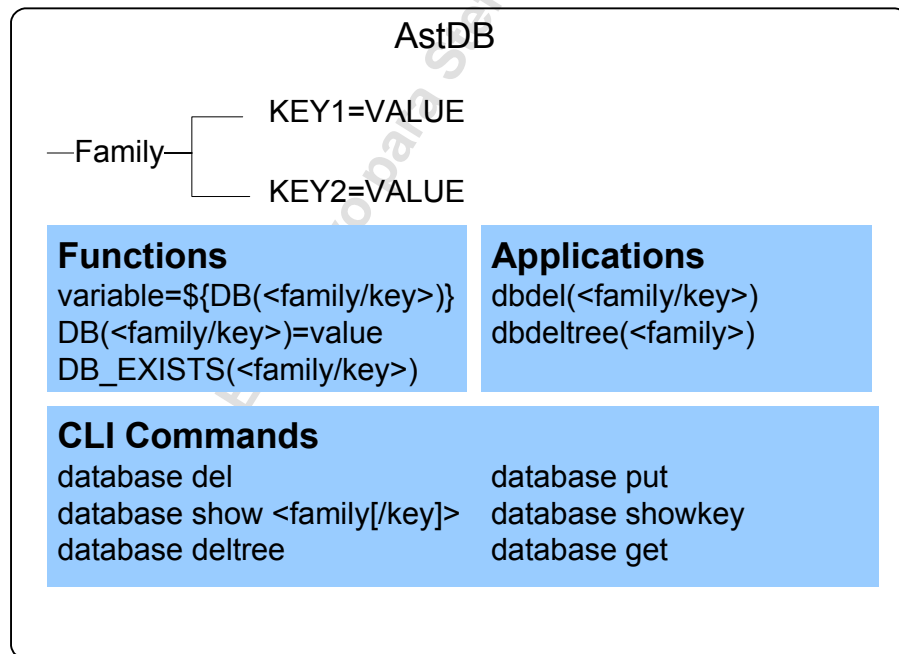 AstDB
KEY1=VALUE
Family
KEY2=VALUE
Functions
variable=${DB(<family/key>)}
DB(<family/key>)=value
DB_EXISTS(<family/key>)
Applications
dbdel(<family/key>)
dbdeltree(<family>)
CLI Commands
database del
database show <family[/key]>
database deltree
database put
database showkey
database get
para